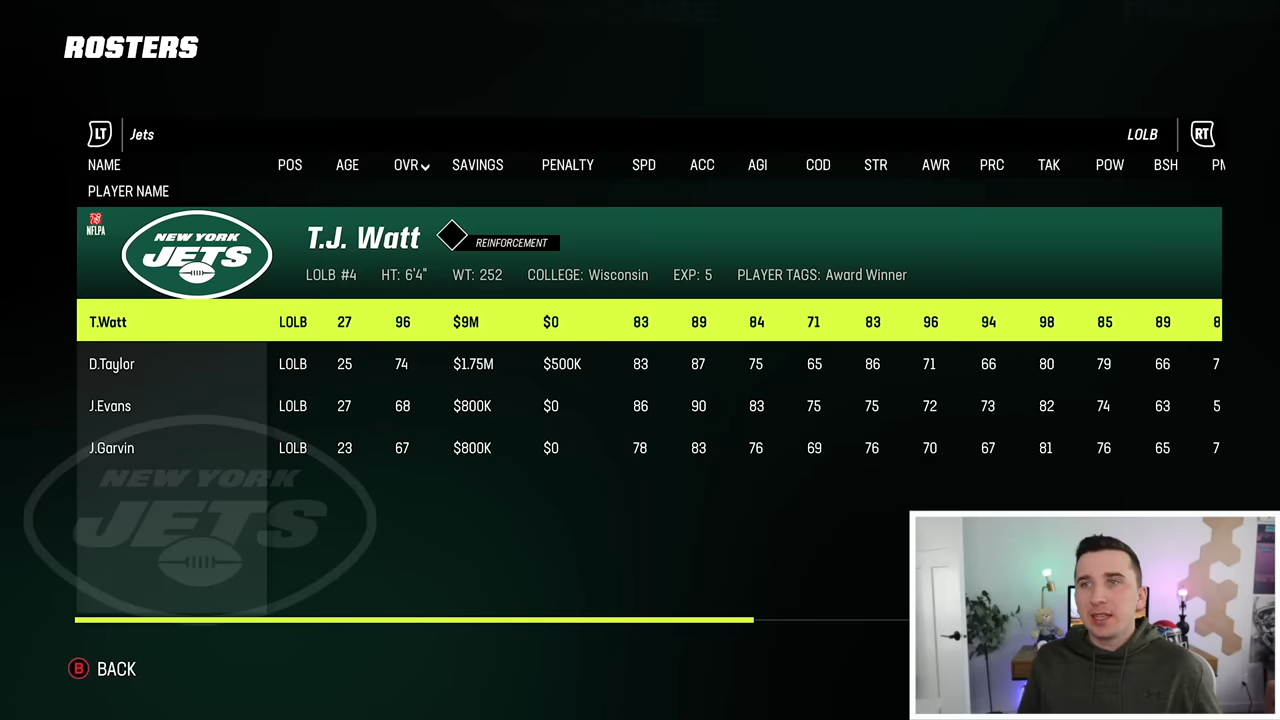 ROSTERS
LT Jets LOLB RT
NAME POS AGE OVR SAVINGS PENALTY SPD ACC AGI COD STR AWR PRC TAK POW BSH
PLAYER NAME
NFLPA NEW YORK JETS T.J. Watt REINFORCEMENT
LOLB #4 HT: 6'4" WT: 252 COLLEGE: Wisconsin EXP: 5 PLAYER TAGS: Award Winner
T.Watt LOLB 27 96 $9M $0 83 89 84 71 83 96 94 98 85 89 8
D.Taylor LOLB 25 74 $1.75M $500K 83 87 75 65 86 71 66 80 79 66 7
J.Evans LOLB 27 68 $800K $0 86 90 83 75 75 72 73 82 74 63 5
J.Garvin LOLB 23 67 $800K $0 78 83 76 69 76 70 67 81 76 65 7
NEW YORK
JETS
B BACK